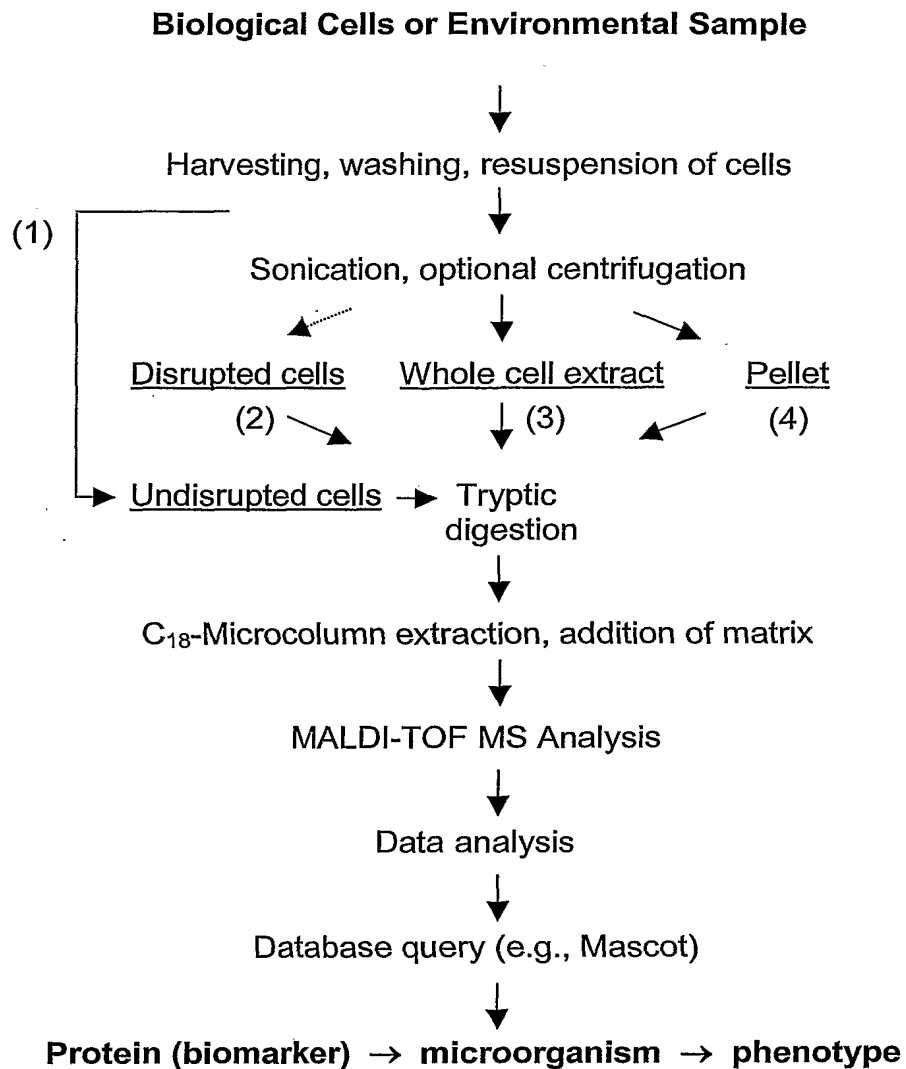 Biological Cells or Environmental Sample
Harvesting, washing, resuspension of cells
(1)
Sonication, optional centrifugation
Disrupted cells Whole cell extract Pellet
(2) (3) (4)
Undisrupted cells → Tryptic
digestion
C₁₈-Microcolumn extraction, addition of matrix
MALDI-TOF MS Analysis
Data analysis
Database query (e.g., Mascot)
Protein (biomarker) → microorganism → phenotype